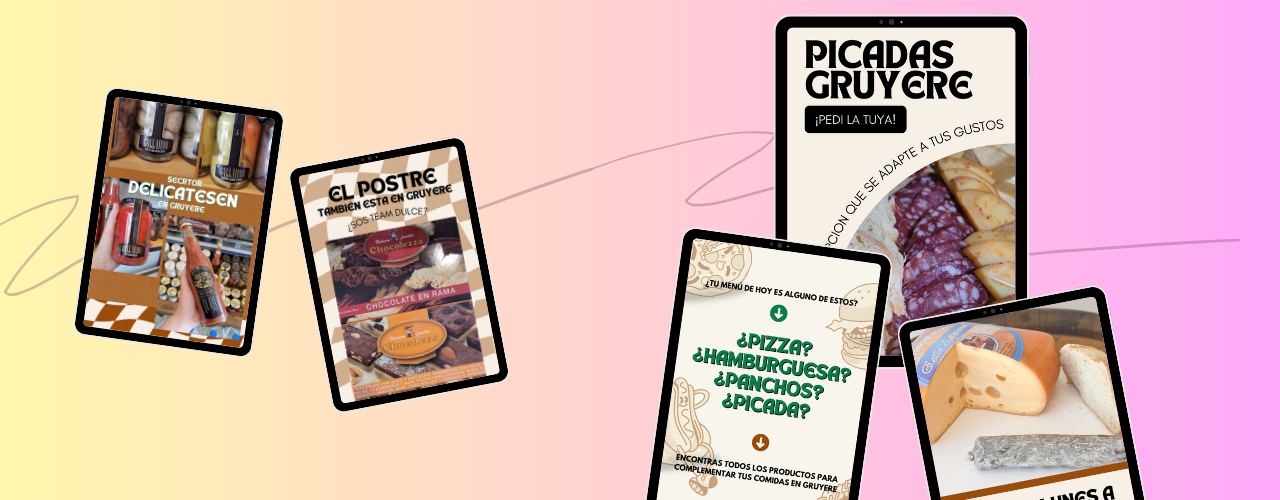 SECRTOR
DELICATESEN
EN GRUYERE
EL POSTRE
TAMBIEN ESTA EN GRUYERE
¿SOS TEAM DULCE?
Chocolezza
CHOCOLATE EN RAMA
Chocolezza
PICADAS
GRUYERE
¡PEDI LA TUYA!
QUE SE ADAPTE A TUS GUSTOS
¿TU MENÚ DE HOY ES ALGUNO DE ESTOS?
¿PIZZA?
¿HAMBURGUESA?
¿PANCHOS?
¿PICADA?
ENCONTRAS TODOS LOS PRODUCTOS PARA
COMPLEMENTAR TUS COMIDAS EN GRUYERE
LUNES A